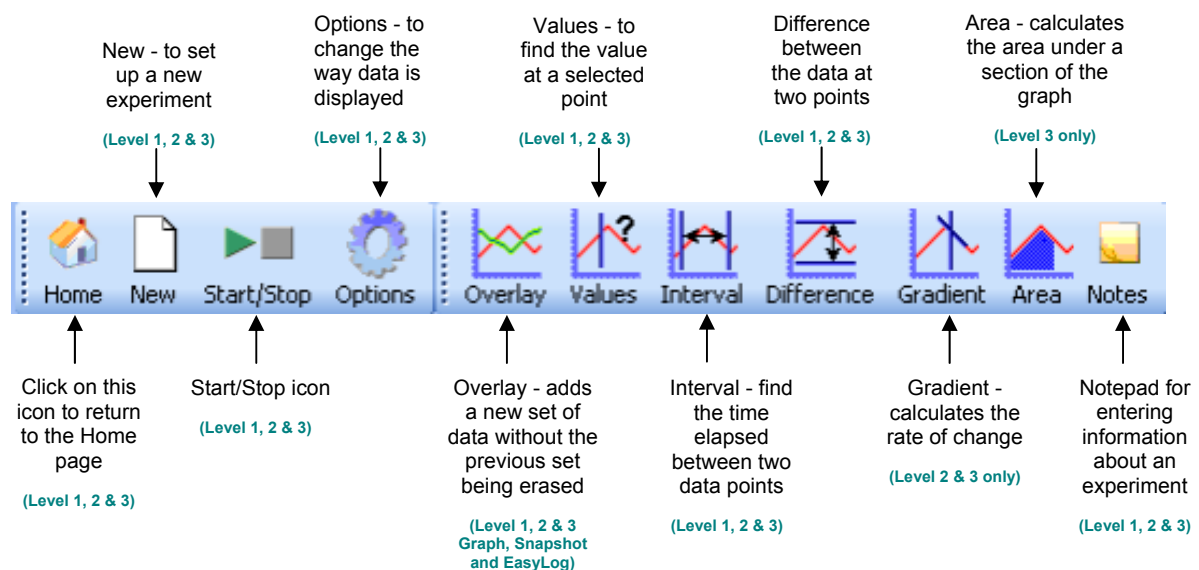 New - to set
up a new
experiment
(Level 1, 2 & 3)
Options - to
change the
way data is
displayed
(Level 1, 2 & 3)
Values - to
find the value
at a selected
point
(Level 1, 2 & 3)
Difference
between
the data at
two points
(Level 1, 2 & 3)
Area - calculates
the area under a
section of the
graph
(Level 3 only)
?
Home New Start/Stop Options Overlay Values Interval Difference Gradient Area Notes
Click on this
icon to return
to the Home
page
(Level 1, 2 & 3)
Start/Stop icon
(Level 1, 2 & 3)
Overlay - adds
a new set of
data without the
previous set
being erased
(Level 1, 2 & 3
Graph, Snapshot
and EasyLog)
Interval - find
the time
elapsed
between two
data points
(Level 1, 2 & 3)
Gradient -
calculates the
rate of change
(Level 2 & 3 only)
Notepad for
entering
information
about an
experiment
(Level 1, 2 & 3)